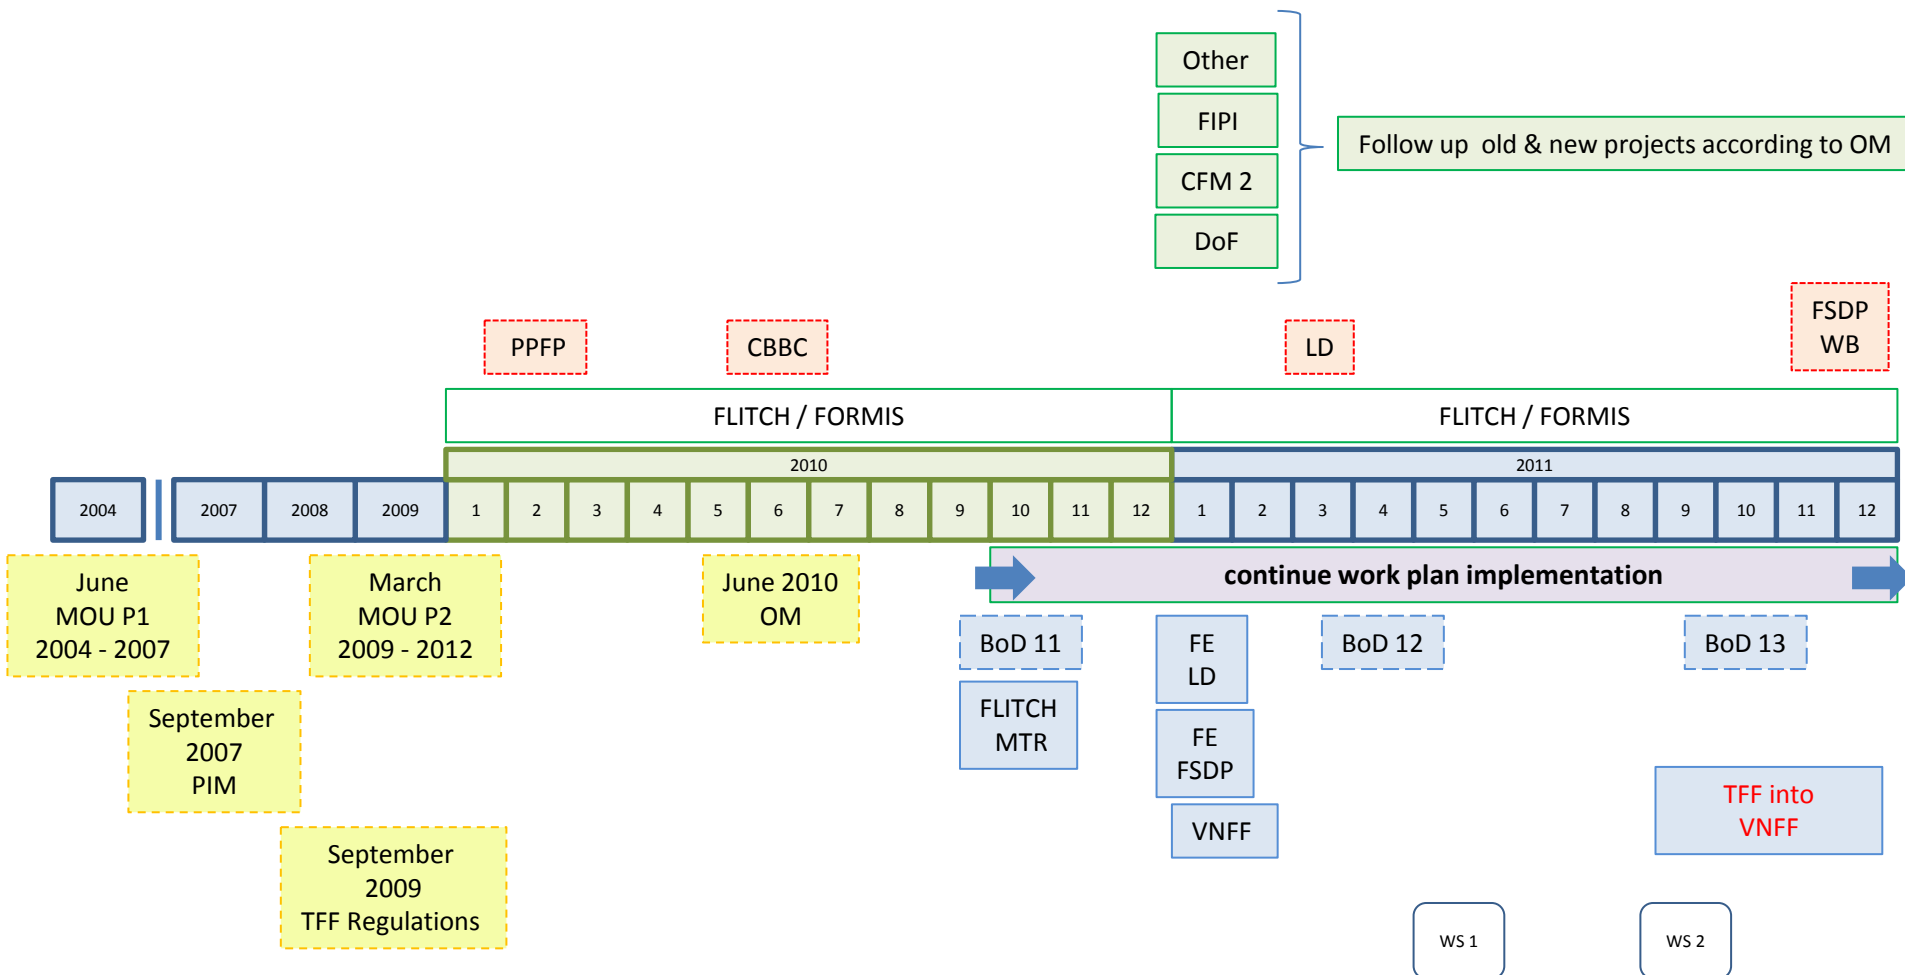 Other
FIPI
CFM 2
DoF
Follow up old & new projects according to OM
PPFP
CBBC
LD
FSDP
WB
FLITCH / FORMIS
FLITCH / FORMIS
2010
2011
2004
2007
2008
2009
1
2
3
4
5
6
7
8
9
10
11
12
1
2
3
4
5
6
7
8
9
10
11
12
June
MOU P1
2004 - 2007
March
MOU P2
2009 - 2012
June 2010
OM
continue work plan implementation
September
2007
PIM
September
2009
TFF Regulations
BoD 11
FLITCH
MTR
FE
LD
FE
FSDP
VNFF
BoD 12
BoD 13
TFF into
VNFF
WS 1
WS 2